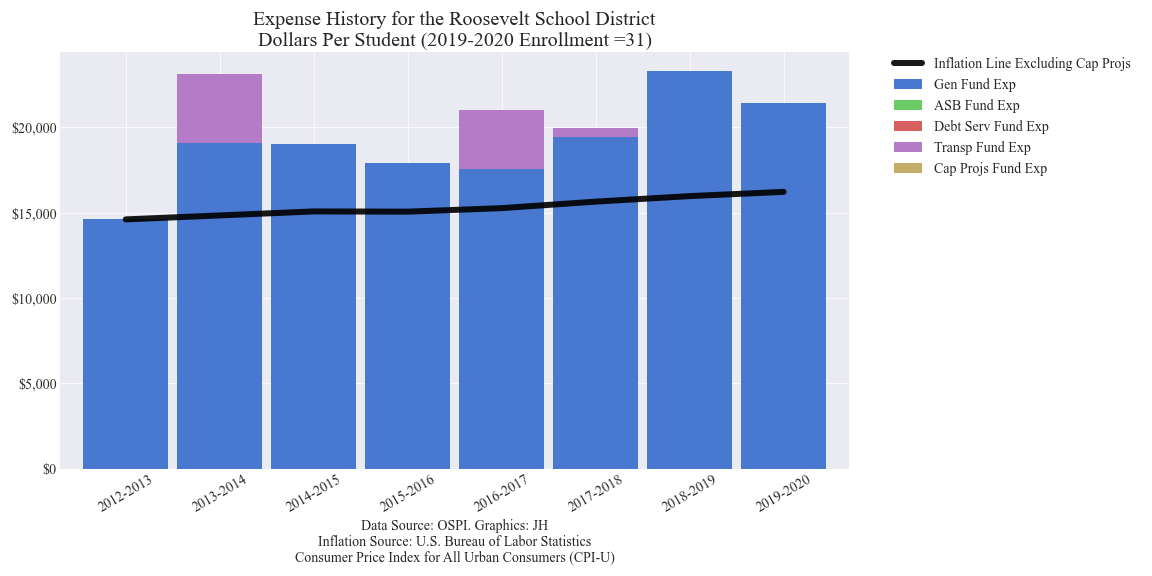 Expense History for the Roosevelt School District
Dollars Per Student (2019-2020 Enrollment =31)
Inflation Line Excluding Cap Projs
Gen Fund Exp
ASB Fund Exp
Debt Serv Fund Exp
Transp Fund Exp
Cap Projs Fund Exp
$20,000
$15,000
$10,000
$5,000
$0
2012-2013
2013-2014
2014-2015
2015-2016
2016-2017
2017-2018
2018-2019
2019-2020
Data Source: OSPI. Graphics: JH
Inflation Source: U.S. Bureau of Labor Statistics
Consumer Price Index for All Urban Consumers (CPI-U)